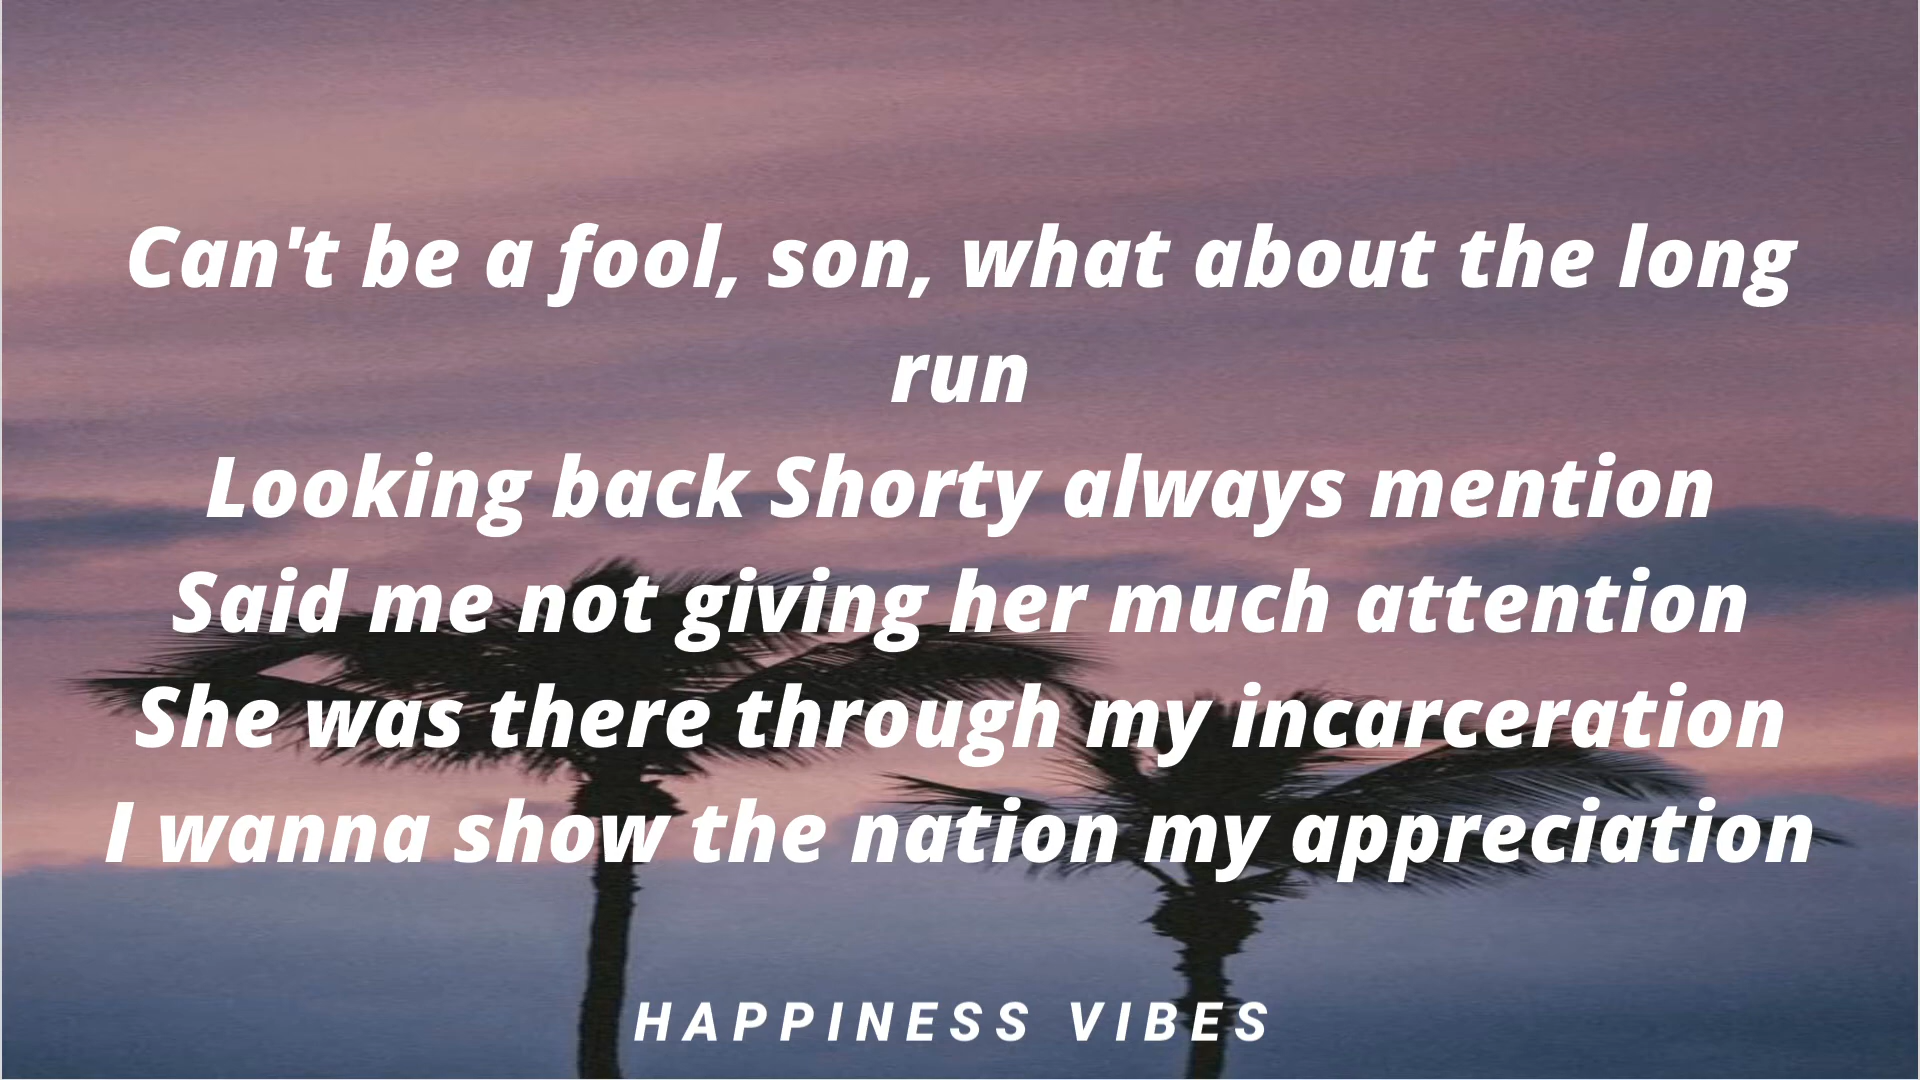 Can't be a fool, son, what about the long
run
Looking back Shorty always mention
Said me not giving her much attention
She was there through my incarceration
I wanna show the nation my appreciation
HAPPINESS VIBES